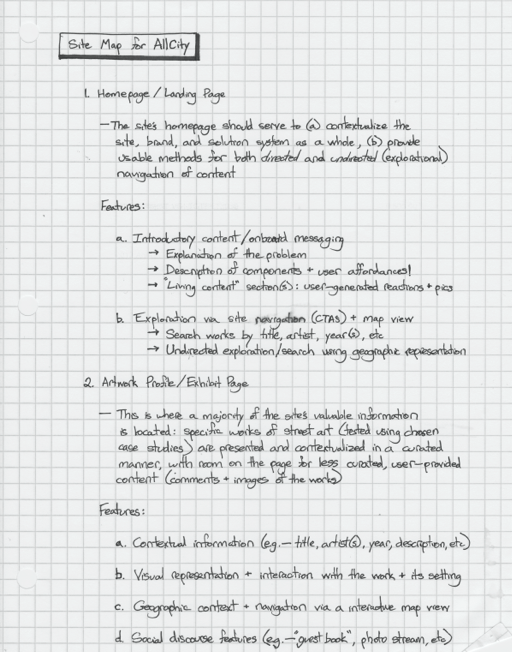 Site Map for AllCity
1. Homepage / Landing Page
— The site's homepage should serve to (a) contextualize the
site, brand, and solution system as a whole, (b) provide
usable methods for both directed and undirected (explorational)
navigation of content
Features:
a. Introductory content / onboard messaging
→ Explanation of the problem
→ Description of components + user affordances!
→ "Living content" section(s): user-generated reactions + pics
b. Exploration via site navigation (CTAs) + map view
→ Search works by title, artist, year(s), etc
→ Undirected exploration/search using geographic representation
2. Artwork Profile / Exhibit Page
— This is where a majority of the site's valuable information
is located: specific works of street art (tested using chosen
case studies) are presented and contextualized in a curated
manner, with room on the page for less curated, user-provided
content (comments + images of the works)
Features:
a. Contextual information (eg. — title, artist(s), year, description, etc)
b. Visual representation + interaction with the work + its setting
c. Geographic context + navigation via a interactive map view
d. Social discourse features (eg. — "guest book", photo stream, etc)